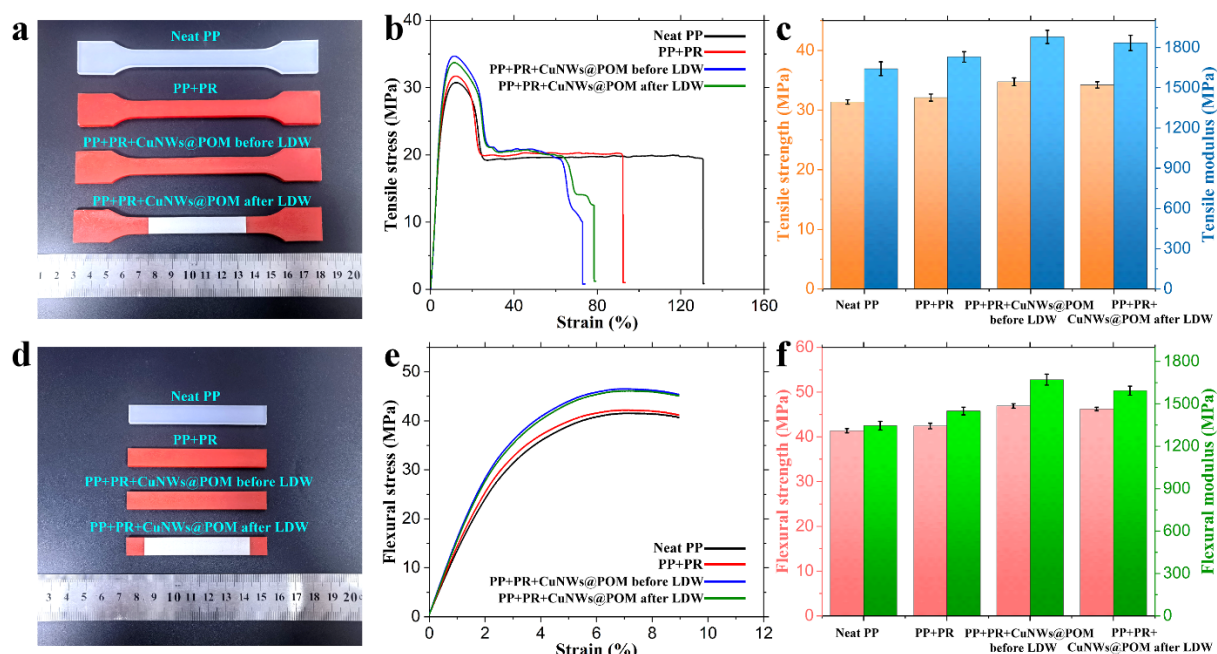 a
Neat PP
PP+PR
PP+PR+CuNWs@POM before LDW
PP+PR+CuNWs@POM after LDW
1 2 3 4 5 6 7 8 9 10 11 12 13 14 15 16 17 18 19 20
b
Tensile stress (MPa)
50
40
30
20
10
0
Neat PP
PP+PR
PP+PR+CuNWs@POM before LDW
PP+PR+CuNWs@POM after LDW
0 20 40 60 80 100 120 140 160
Strain (%)
c
Tensile strength (MPa)
40
30
20
10
0
Tensile modulus (MPa)
1800
1500
1200
900
600
300
0
Neat PP
PP+PR
PP+PR+CuNWs@POM
before LDW
PP+PR+
CuNWs@POM after LDW
d
Neat PP
PP+PR
PP+PR+CuNWs@POM before LDW
PP+PR+CuNWs@POM after LDW
3 4 5 6 7 8 9 10 11 12 13 14 15 16 17 18 19 20
e
Flexural stress (MPa)
50
40
30
20
10
0
Neat PP
PP+PR
PP+PR+CuNWs@POM before LDW
PP+PR+CuNWs@POM after LDW
0 2 4 6 8 10 12
Strain (%)
f
Flexural strength (MPa)
60
50
40
30
20
10
0
Flexural modulus (MPa)
1800
1500
1200
900
600
300
0
Neat PP
PP+PR
PP+PR+CuNWs@POM
before LDW
PP+PR+
CuNWs@POM after LDW